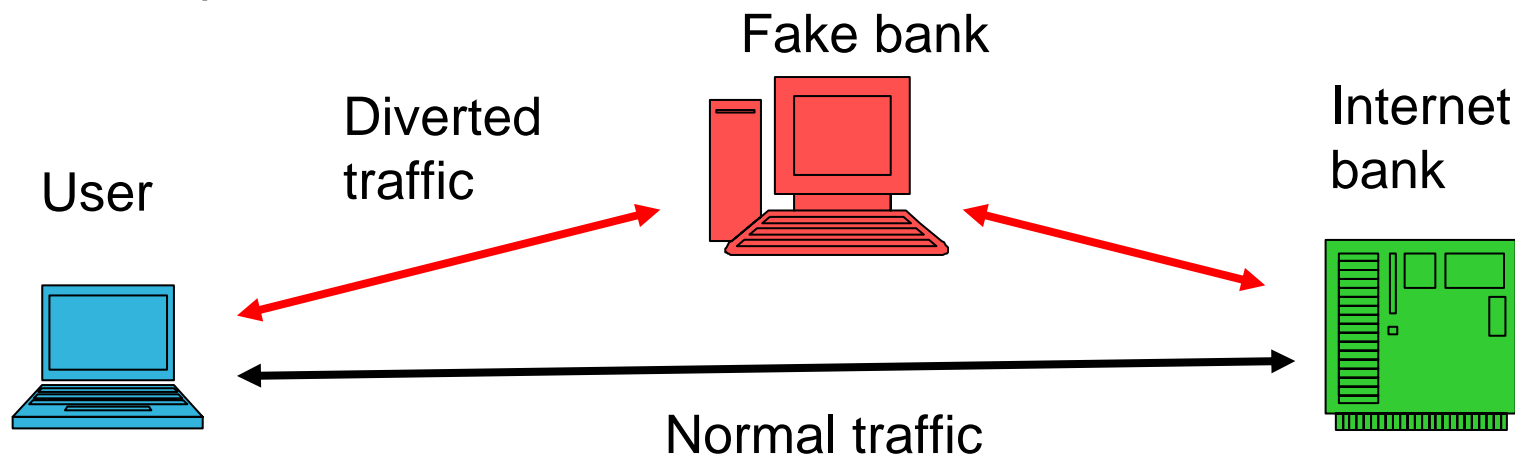 Fake bank
Diverted
traffic
Internet
bank
User
Normal traffic